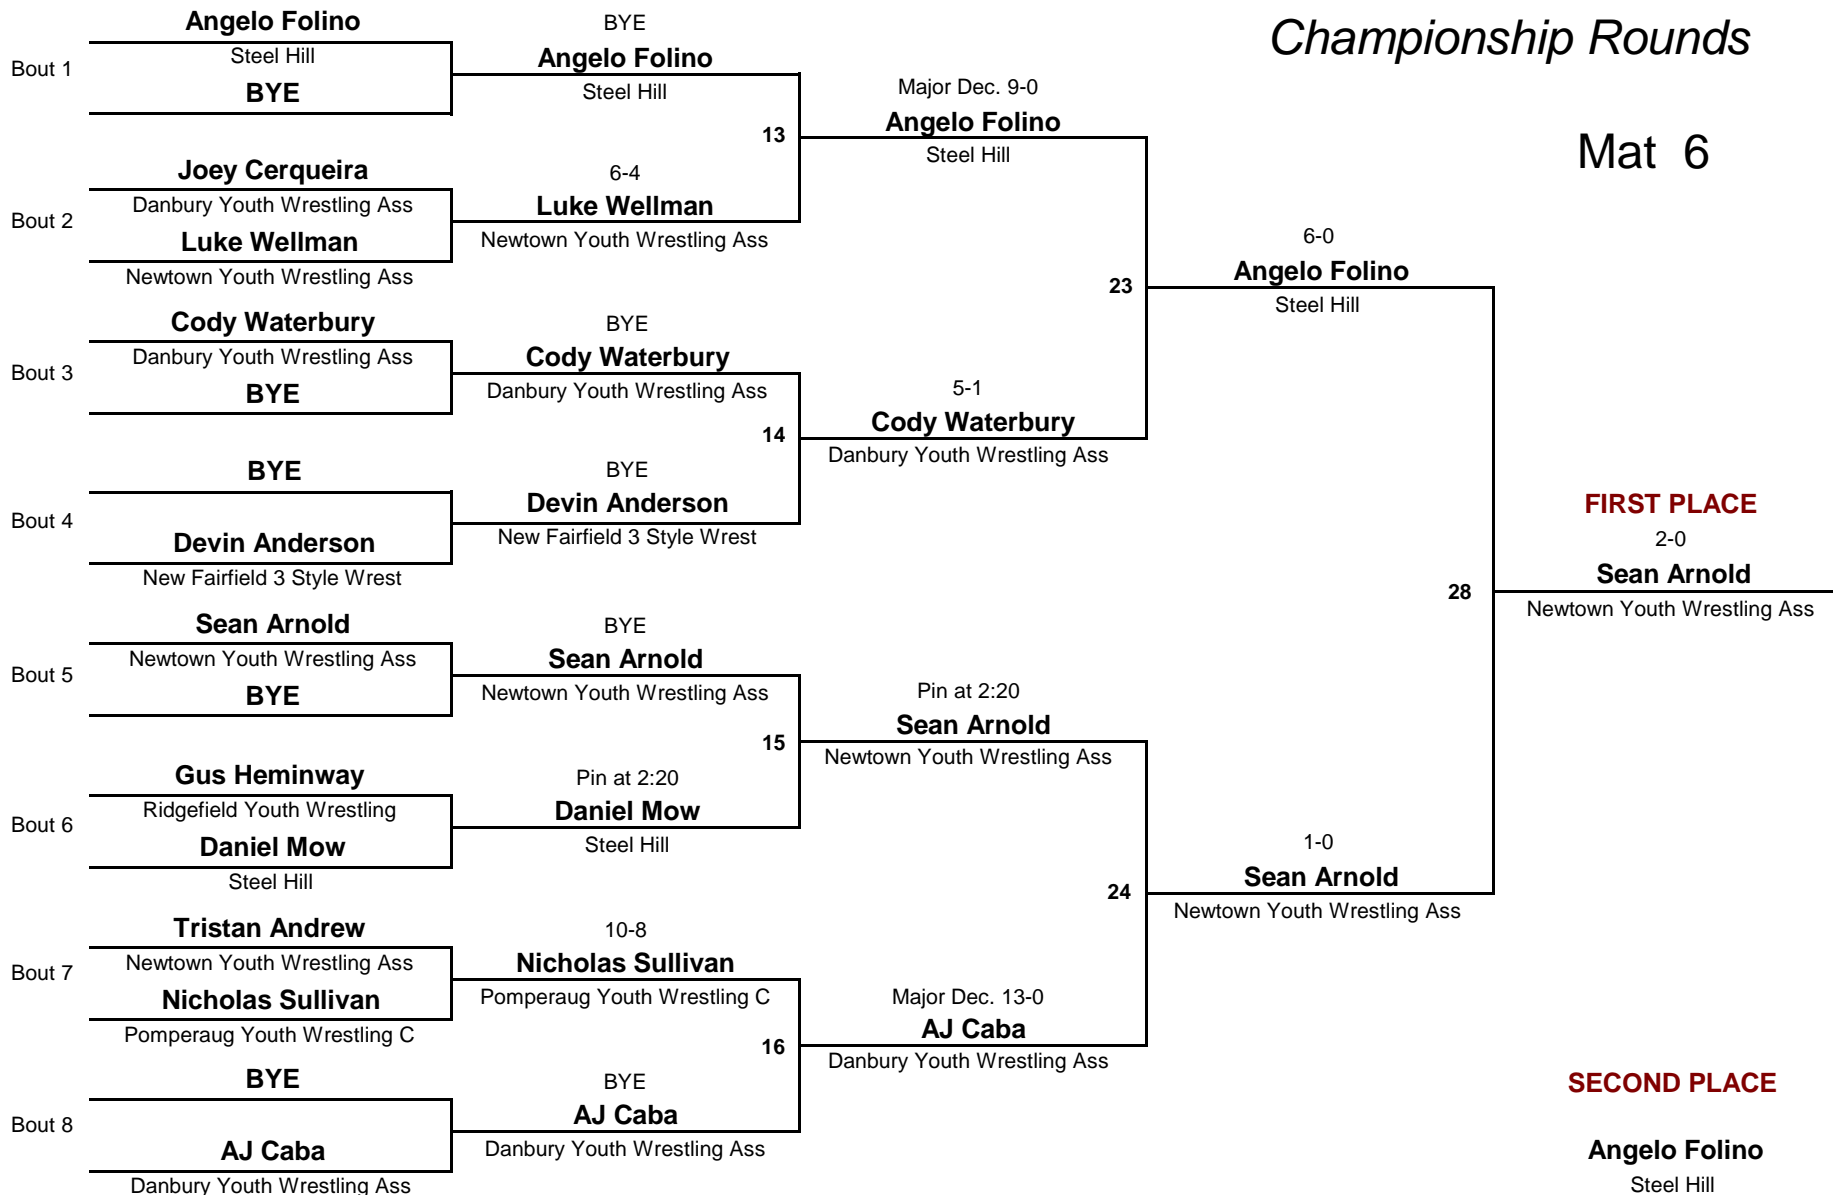 Championship Rounds
Mat 6
Bout 1
Angelo Folino
Steel Hill
BYE
Bout 2
Joey Cerqueira
Danbury Youth Wrestling Ass
Luke Wellman
Newtown Youth Wrestling Ass
Bout 3
Cody Waterbury
Danbury Youth Wrestling Ass
BYE
Bout 4
BYE
Devin Anderson
New Fairfield 3 Style Wrest
Bout 5
Sean Arnold
Newtown Youth Wrestling Ass
BYE
Bout 6
Gus Heminway
Ridgefield Youth Wrestling
Daniel Mow
Steel Hill
Bout 7
Tristan Andrew
Newtown Youth Wrestling Ass
Nicholas Sullivan
Pomperaug Youth Wrestling C
Bout 8
BYE
AJ Caba
Danbury Youth Wrestling Ass
BYE
Angelo Folino
Steel Hill
13
6-4
Luke Wellman
Newtown Youth Wrestling Ass
BYE
Cody Waterbury
Danbury Youth Wrestling Ass
14
BYE
Devin Anderson
New Fairfield 3 Style Wrest
BYE
Sean Arnold
Newtown Youth Wrestling Ass
15
Pin at 2:20
Daniel Mow
Steel Hill
10-8
Nicholas Sullivan
Pomperaug Youth Wrestling C
16
BYE
AJ Caba
Danbury Youth Wrestling Ass
Major Dec. 9-0
Angelo Folino
Steel Hill
23
5-1
Cody Waterbury
Danbury Youth Wrestling Ass
Pin at 2:20
Sean Arnold
Newtown Youth Wrestling Ass
24
Major Dec. 13-0
AJ Caba
Danbury Youth Wrestling Ass
6-0
Angelo Folino
Steel Hill
28
1-0
Sean Arnold
Newtown Youth Wrestling Ass
FIRST PLACE
2-0
Sean Arnold
Newtown Youth Wrestling Ass
SECOND PLACE
Angelo Folino
Steel Hill